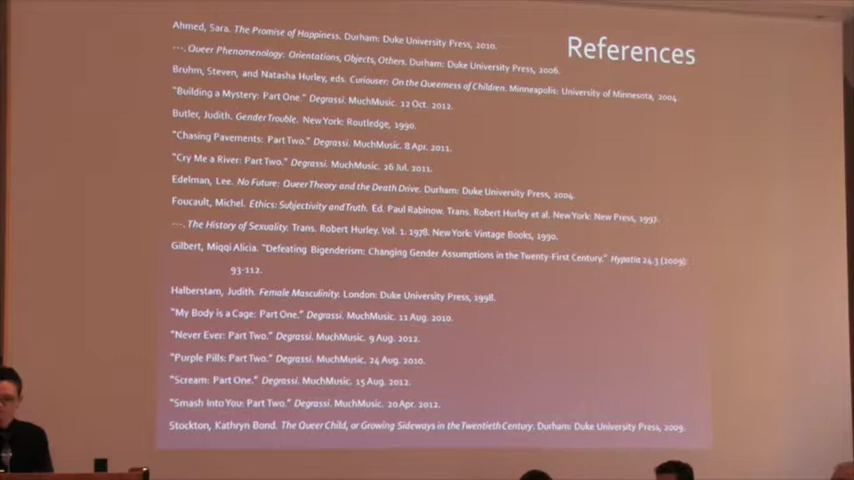 References
Ahmed, Sara. The Promise of Happiness. Durham: Duke University Press, 2010.
---. Queer Phenomenology. Orientations, Objects, Others. Durham: Duke University Press, 2006.
Bruhm, Steven, and Natasha Hurley, eds. Curiouser: On the Queerness of Children. Minneapolis: University of Minnesota, 2004.
"Building a Mystery: Part One." Degrassi. MuchMusic. 12 Oct. 2012.
Butler, Judith. Gender Trouble. New York: Routledge, 1990.
"Chasing Pavements: Part Two." Degrassi. MuchMusic. 8 Apr. 2011.
"Cry Me a River: Part Two." Degrassi. MuchMusic. 26 Jul. 2011.
Edelman, Lee. No Future: Queer Theory and the Death Drive. Durham: Duke University Press, 2004.
Foucault, Michel. Ethics: Subjectivity and Truth. Ed. Paul Rabinow. Trans. Robert Hurley et al. New York: New Press, 1997.
---. The History of Sexuality. Trans. Robert Hurley. Vol. 1. 1978. New York: Vintage Books, 1990.
Gilbert, Miqqi Alicia. "Defeating Bigenderism: Changing Gender Assumptions in the Twenty-First Century." Hypatia 24.3 (2009):
93-112.
Halberstam, Judith. Female Masculinity. London: Duke University Press, 1998.
"My Body is a Cage: Part One." Degrassi. MuchMusic. 11 Aug. 2010.
"Never Ever: Part Two." Degrassi. MuchMusic. 9 Aug. 2012.
"Purple Pills: Part Two." Degrassi. MuchMusic. 24 Aug. 2010.
"Scream: Part One." Degrassi. MuchMusic. 15 Aug. 2012.
"Smash Into You: Part Two." Degrassi. MuchMusic. 20 Apr. 2012.
Stockton, Kathryn Bond. The Queer Child, or Growing Sideways in the Twentieth Century. Durham: Duke University Press, 2009.